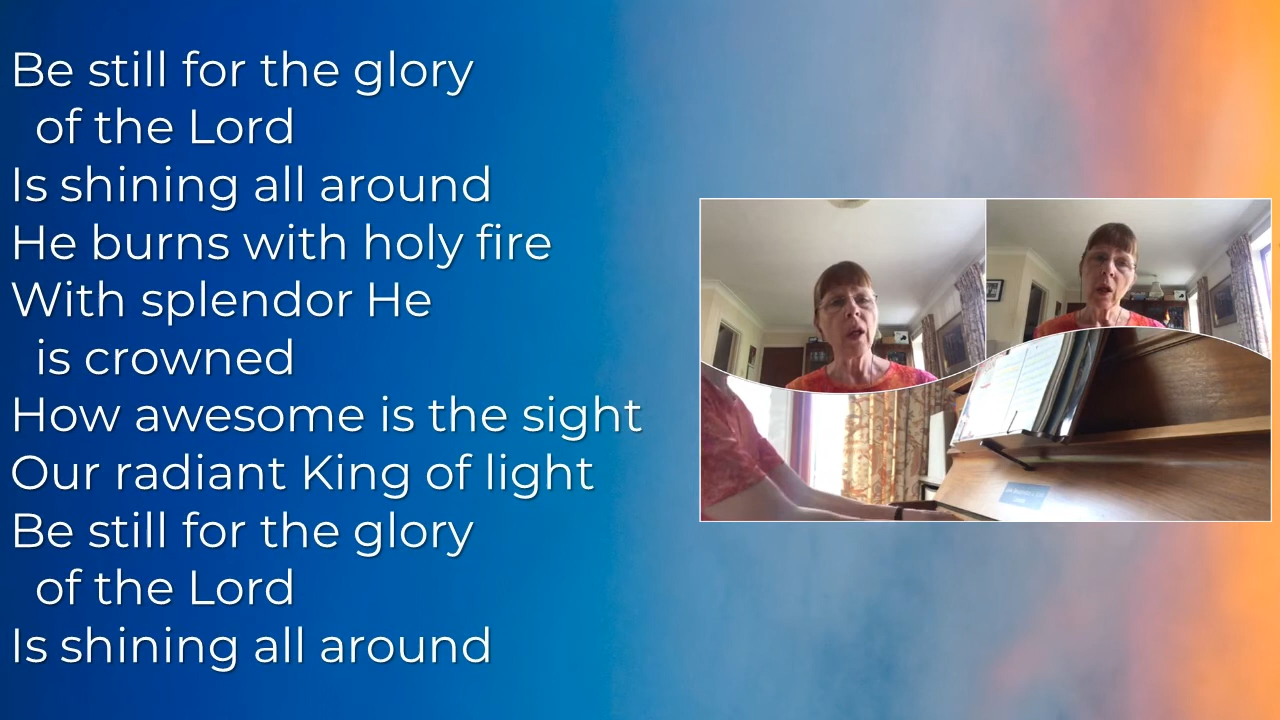 Be still for the glory
of the Lord
Is shining all around
He burns with holy fire
With splendor He
is crowned
How awesome is the sight
Our radiant King of light
Be still for the glory
of the Lord
Is shining all around